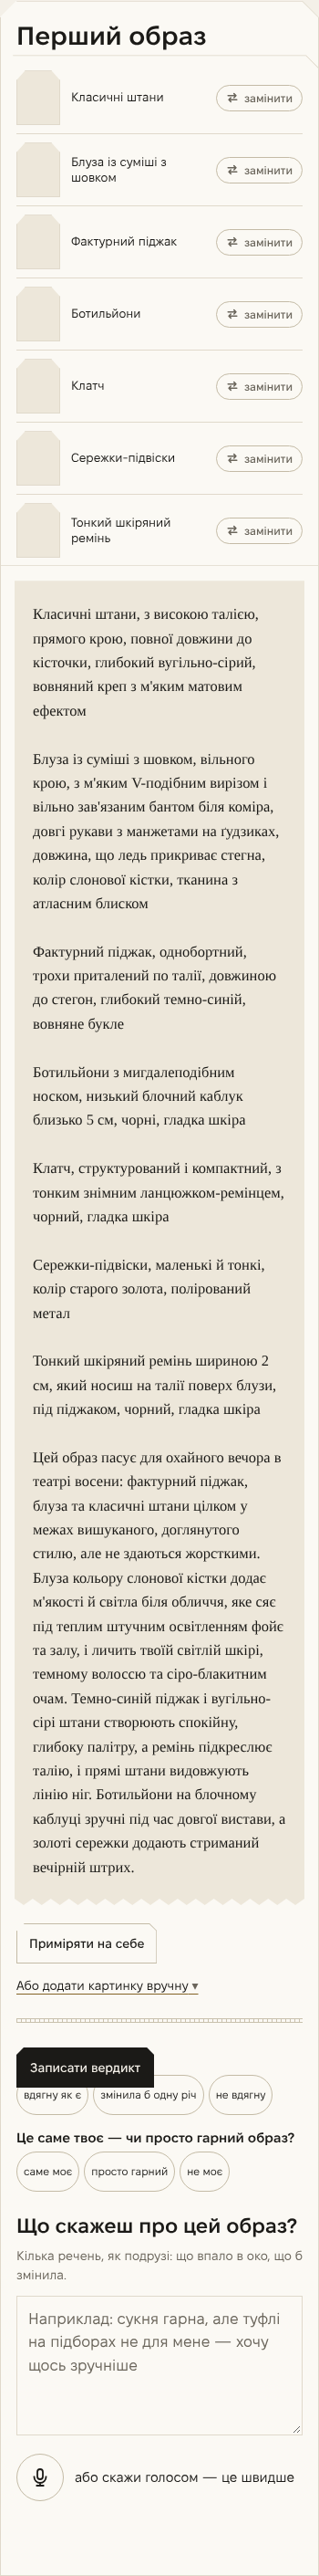 Перший образ
Класичні штани
⇄ замінити
Блуза із суміші з
шовком
⇄ замінити
Фактурний піджак
⇄ замінити
Ботильйони
⇄ замінити
Клатч
⇄ замінити
Сережки-підвіски
⇄ замінити
Тонкий шкіряний
ремінь
⇄ замінити
Класичні штани, з високою талією,
прямого крою, повної довжини до
кісточки, глибокий вугільно-сірий,
вовняний креп з м'яким матовим
ефектом
Блуза із суміші з шовком, вільного
крою, з м'яким V-подібним вирізом і
вільно зав'язаним бантом біля коміра,
довгі рукави з манжетами на ґудзиках,
довжина, що ледь прикриває стегна,
колір слонової кістки, тканина з
атласним блиском
Фактурний піджак, однобортний,
трохи приталений по талії, довжиною
до стегон, глибокий темно-синій,
вовняне букле
Ботильйони з мигдалеподібним
носком, низький блочний каблук
близько 5 см, чорні, гладка шкіра
Клатч, структурований і компактний, з
тонким знімним ланцюжком-ремінцем,
чорний, гладка шкіра
Сережки-підвіски, маленькі й тонкі,
колір старого золота, полірований
метал
Тонкий шкіряний ремінь шириною 2
см, який носиш на талії поверх блузи,
під піджаком, чорний, гладка шкіра
Цей образ пасує для охайного вечора в
театрі восени: фактурний піджак,
блуза та класичні штани цілком у
межах вишуканого, доглянутого
стилю, але не здаються жорсткими.
Блуза кольору слонової кістки додає
м'якості й світла біля обличчя, яке сяє
під теплим штучним освітленням фойє
та залу, і личить твоїй світлій шкірі,
темному волоссю та сіро-блакитним
очам. Темно-синій піджак і вугільно-
сірі штани створюють спокійну,
глибоку палітру, а ремінь підкреслює
талію, і прямі штани видовжують
лінію ніг. Ботильйони на блочному
каблуці зручні під час довгої вистави, а
золоті сережки додають стриманий
вечірній штрих.
Приміряти на себе
Або додати картинку вручну ▾
Записати вердикт
вдягну як є
змінила б одну річ
не вдягну
Це саме твоє — чи просто гарний образ?
саме моє
просто гарний
не моє
Що скажеш про цей образ?
Кілька речень, як подрузі: що впало в око, що б
змінила.
Наприклад: сукня гарна, але туфлі
на підборах не для мене — хочу
щось зручніше
або скажи голосом — це швидше